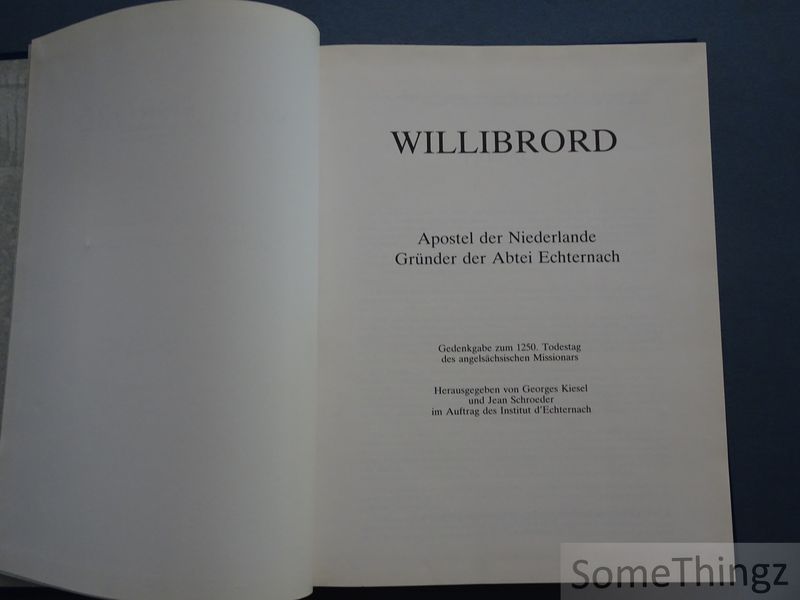 WILLIBRORD
Apostel der Niederlande
Gründer der Abtei Echternach
Gedenkgabe zum 1250. Todestag
des angelsächsischen Missionars
Herausgegeben von Georges Kiesel
und Jean Schroeder
im Auftrag des Institut d'Echternach
SomeThingz